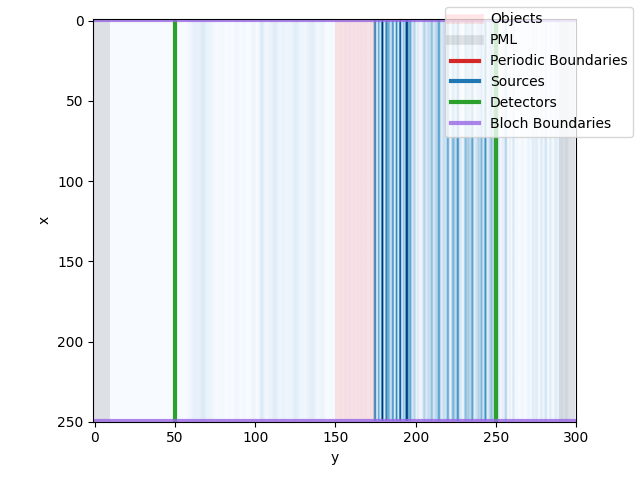 Objects
PML
Periodic Boundaries
Sources
Detectors
Bloch Boundaries
0
50
100
150
200
250
x
0 50 100 150 200 250 300
y